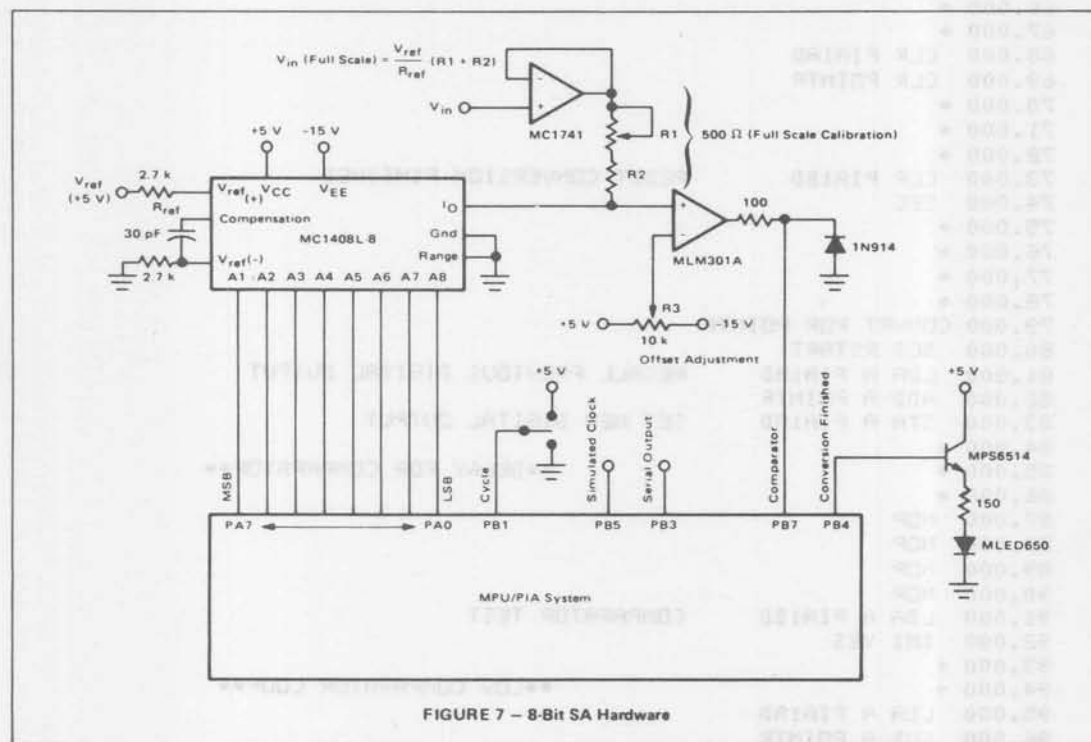 V_in (Full Scale) = V_ref / R_ref (R1 + R2)
V_in
MC1741
R1
500 Ω (Full Scale Calibration)
R2
+5 V
-15 V
V_ref
(+5 V)
2.7 k
R_ref
V_ref(+)
V_CC
V_EE
Compensation
30 pF
MC1408L-8
I_O
Gnd
Range
V_ref(-)
2.7 k
A1 A2 A3 A4 A5 A6 A7 A8
100
MLM301A
1N914
R3
+5 V
-15 V
10 k
Offset Adjustment
+5 V
+5 V
MPS6514
150
MLED650
MSB
LSB
Cycle
Simulated Clock
Serial Output
Comparator
Conversion Finished
PA7 PA0 PB1 PB5 PB3 PB7 PB4
MPU/PIA System
FIGURE 7 – 8-Bit SA Hardware